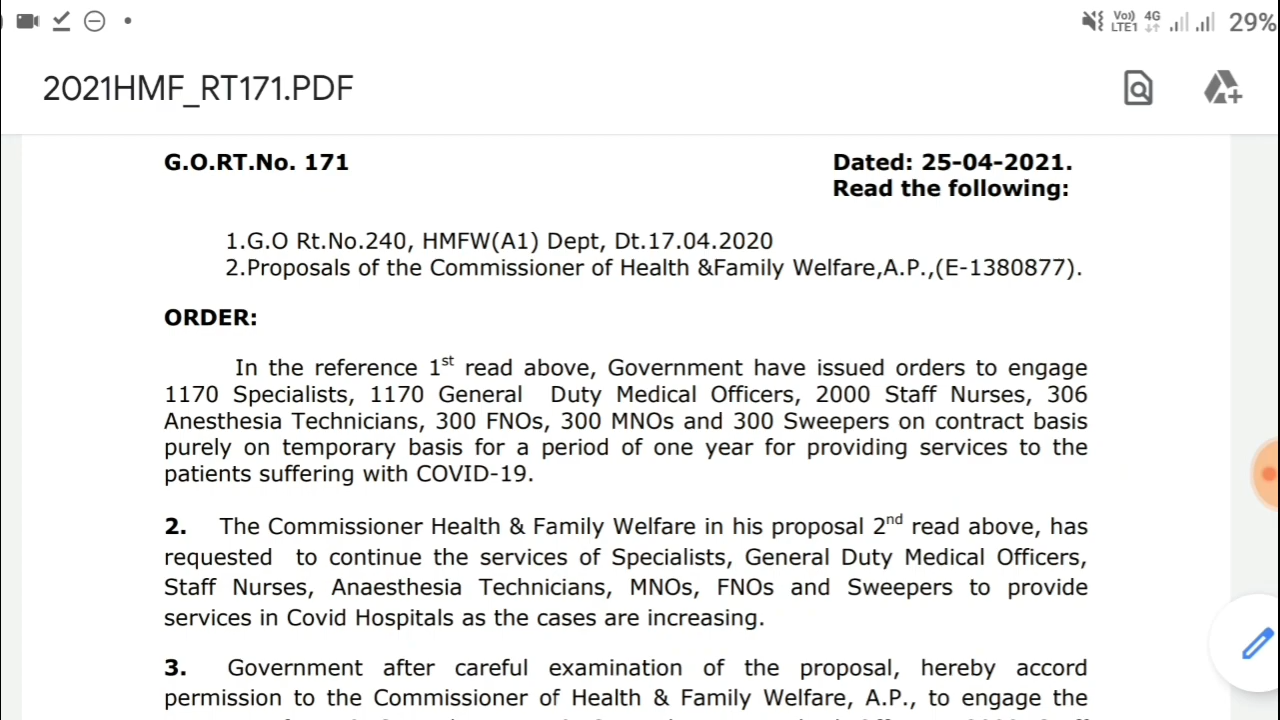 Vo)) 4G
LTE1 29%
2021HMF_RT171.PDF
G.O.RT.No. 171 Dated: 25-04-2021.
Read the following:
1.G.O Rt.No.240, HMFW(A1) Dept, Dt.17.04.2020
2.Proposals of the Commissioner of Health &Family Welfare,A.P.,(E-1380877).
ORDER:
In the reference 1st read above, Government have issued orders to engage
1170 Specialists, 1170 General Duty Medical Officers, 2000 Staff Nurses, 306
Anesthesia Technicians, 300 FNOs, 300 MNOs and 300 Sweepers on contract basis
purely on temporary basis for a period of one year for providing services to the
patients suffering with COVID-19.
2. The Commissioner Health & Family Welfare in his proposal 2nd read above, has
requested to continue the services of Specialists, General Duty Medical Officers,
Staff Nurses, Anaesthesia Technicians, MNOs, FNOs and Sweepers to provide
services in Covid Hospitals as the cases are increasing.
3. Government after careful examination of the proposal, hereby accord
permission to the Commissioner of Health & Family Welfare, A.P., to engage the